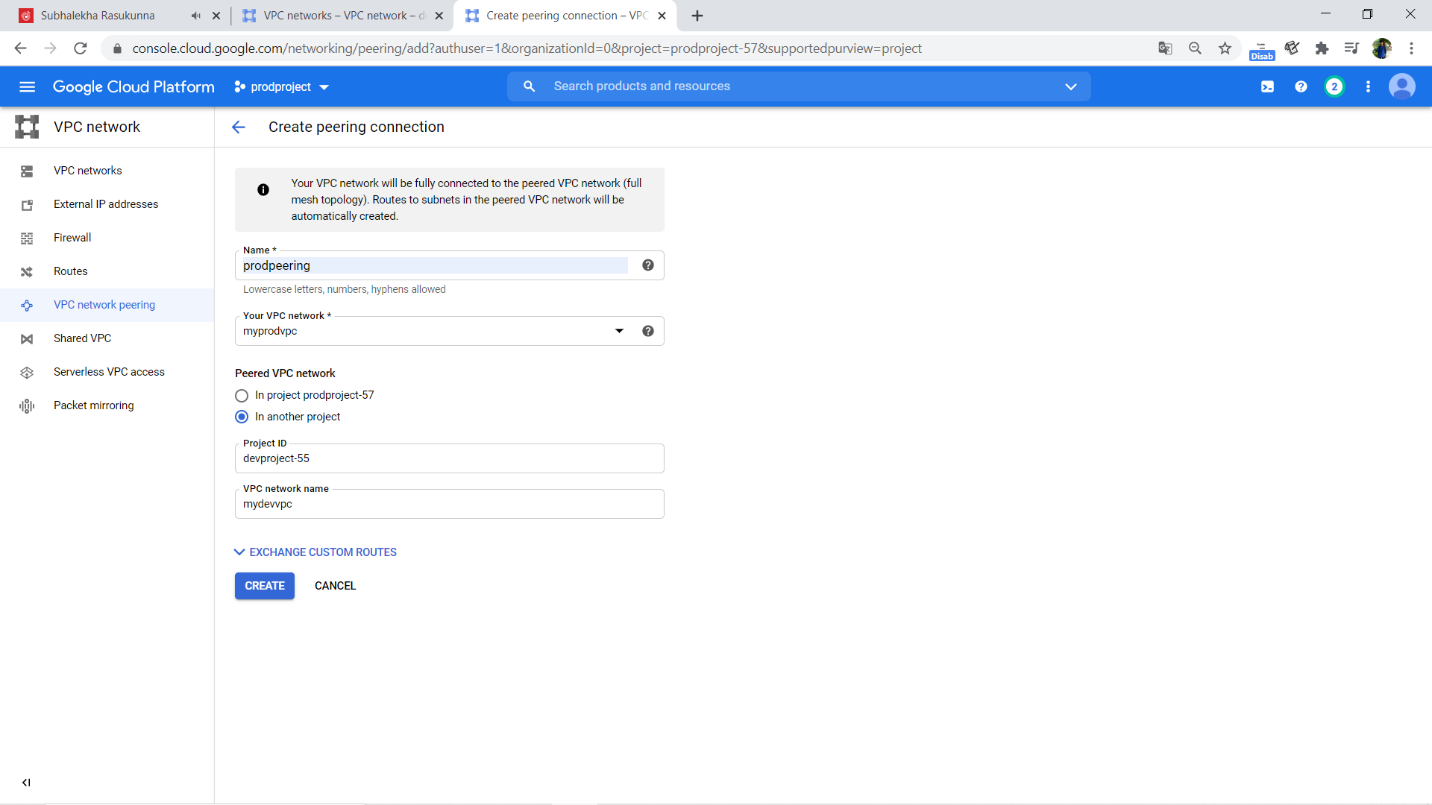 Subhalekha Rasukunna
VPC networks – VPC network – d
Create peering connection – VPC
console.cloud.google.com/networking/peering/add?authuser=1&organizationId=0&project=prodproject-57&supportedpurview=project
Disab
Google Cloud Platform
prodproject
Search products and resources
2
VPC network
Create peering connection
VPC networks
External IP addresses
Firewall
Routes
VPC network peering
Shared VPC
Serverless VPC access
Packet mirroring
Your VPC network will be fully connected to the peered VPC network (full
mesh topology). Routes to subnets in the peered VPC network will be
automatically created.
Name *
prodpeering
Lowercase letters, numbers, hyphens allowed
Your VPC network *
myprodvpc
Peered VPC network
In project prodproject-57
In another project
Project ID
devproject-55
VPC network name
mydevvpc
EXCHANGE CUSTOM ROUTES
CREATE
CANCEL